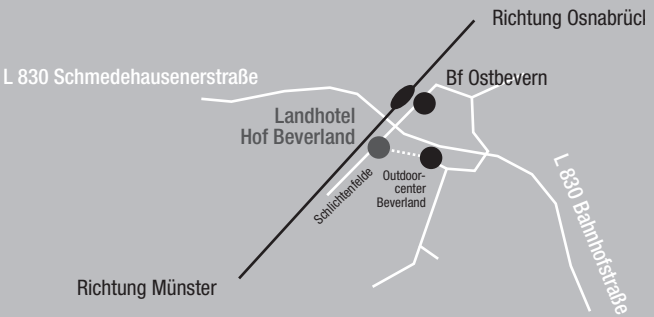 Richtung Osnabrücl
L 830 Schmedehausenerstraße
Bf Ostbevern
Landhotel
Hof Beverland
Schlichtenfelde
Outdoor-
center
Beverland
L 830 Bahnhofstraße
Richtung Münster